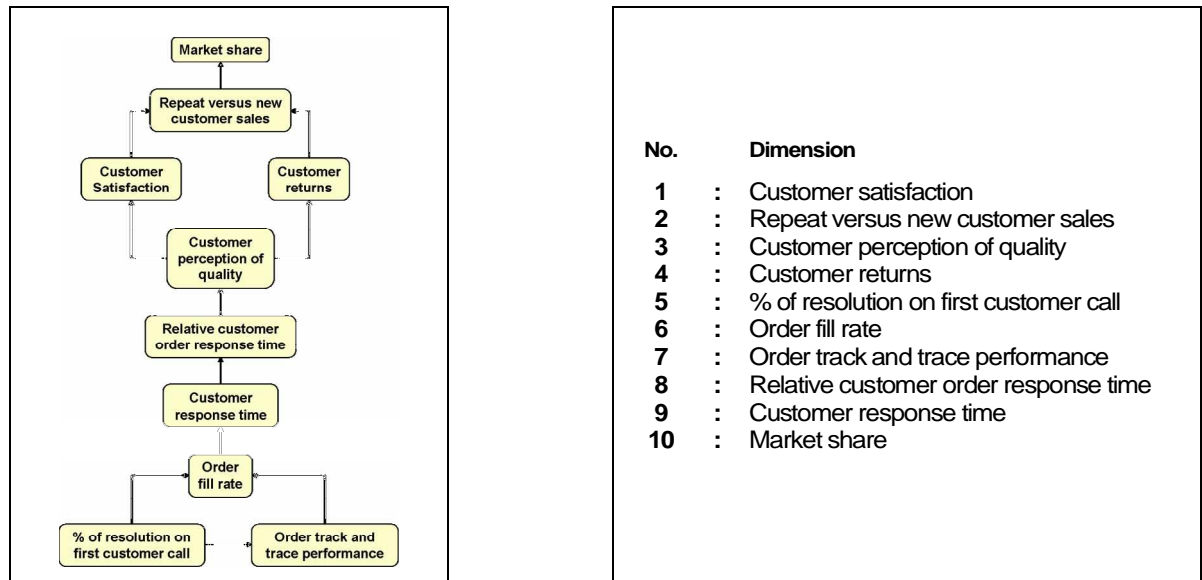 Market share
Repeat versus new
customer sales
Customer
Satisfaction
Customer
returns
Customer
perception of
quality
Relative customer
order response time
Customer
response time
Order
fill rate
% of resolution on
first customer call
Order track and
trace performance
No. Dimension
1 : Customer satisfaction
2 : Repeat versus new customer sales
3 : Customer perception of quality
4 : Customer returns
5 : % of resolution on first customer call
6 : Order fill rate
7 : Order track and trace performance
8 : Relative customer order response time
9 : Customer response time
10 : Market share